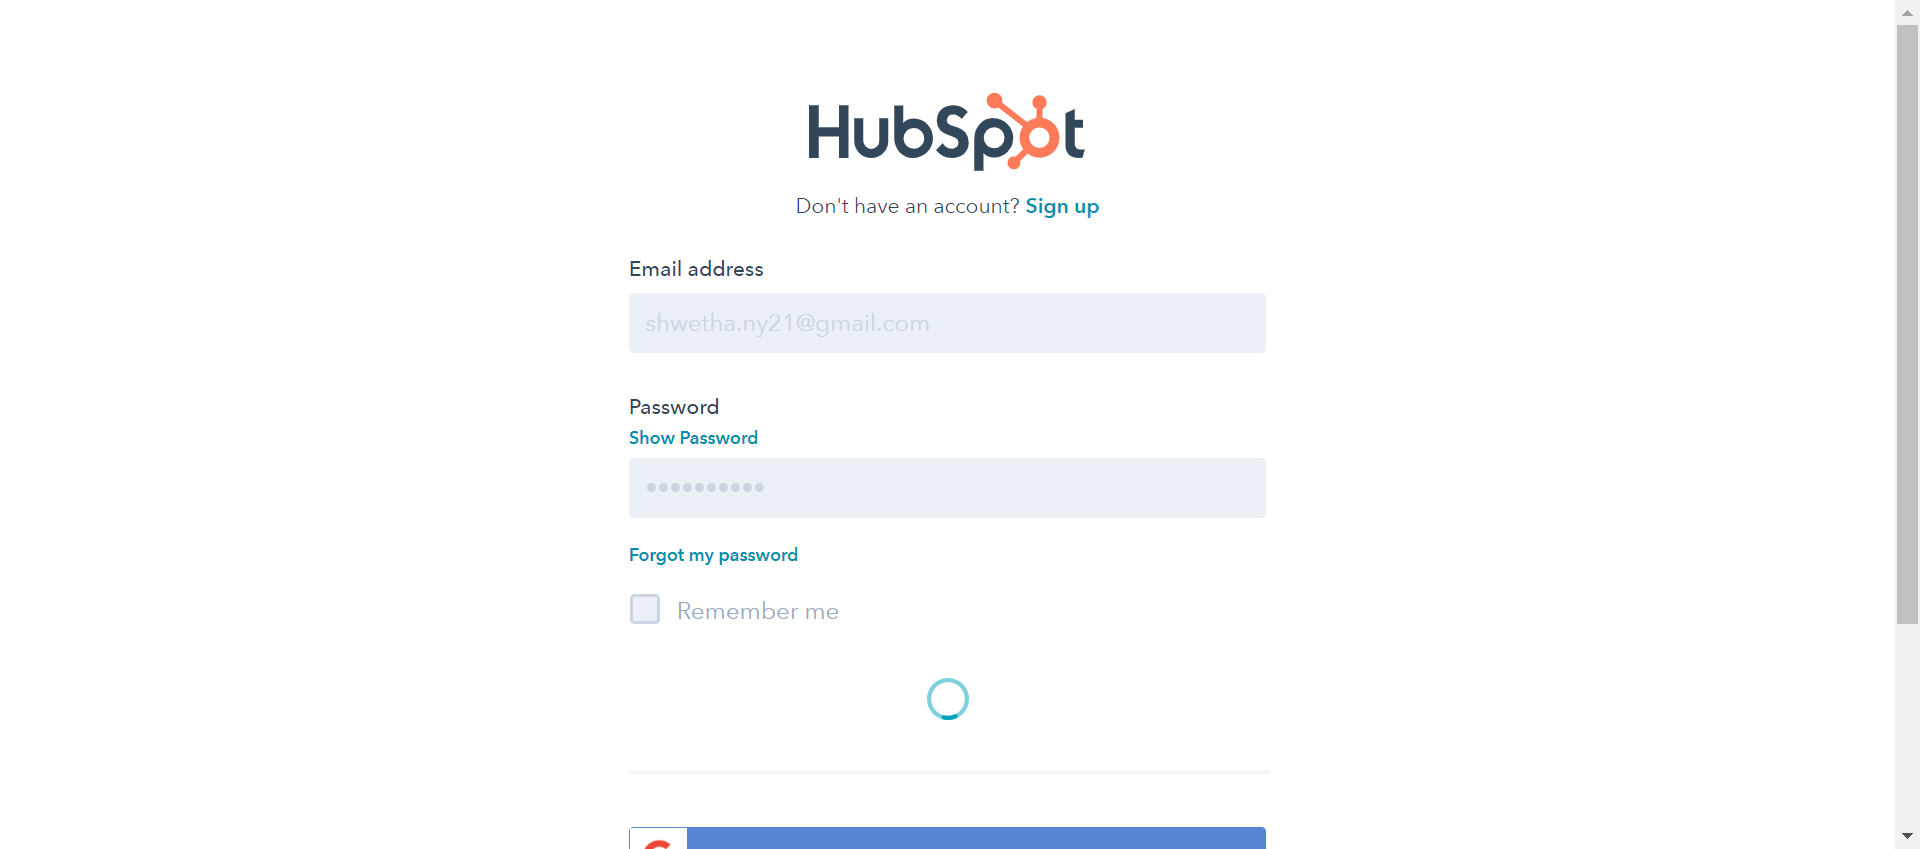 HubSpot
Don't have an account? Sign up
Email address
shwetha.ny21@gmail.com
Password
Show Password
••••••••••
Forgot my password
Remember me